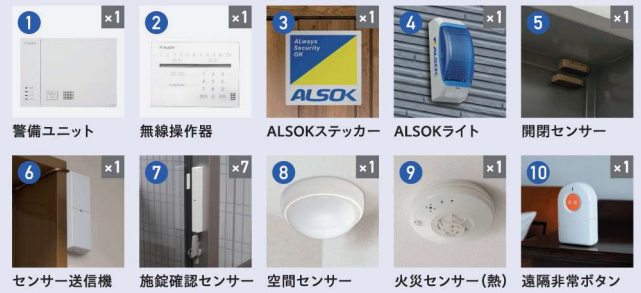 1 ×1
警備ユニット
2 ×1
無線操作器
3 ×1
ALways
Security
OK
ALSOK
ALSOKステッカー
4 ×1
ALSOK
ALSOKライト
5 ×1
開閉センサー
6 ×1
センサー送信機
7 ×7
施錠確認センサー
8 ×1
空間センサー
9 ×1
火災センサー(熱)
10 ×1
遠隔非常ボタン